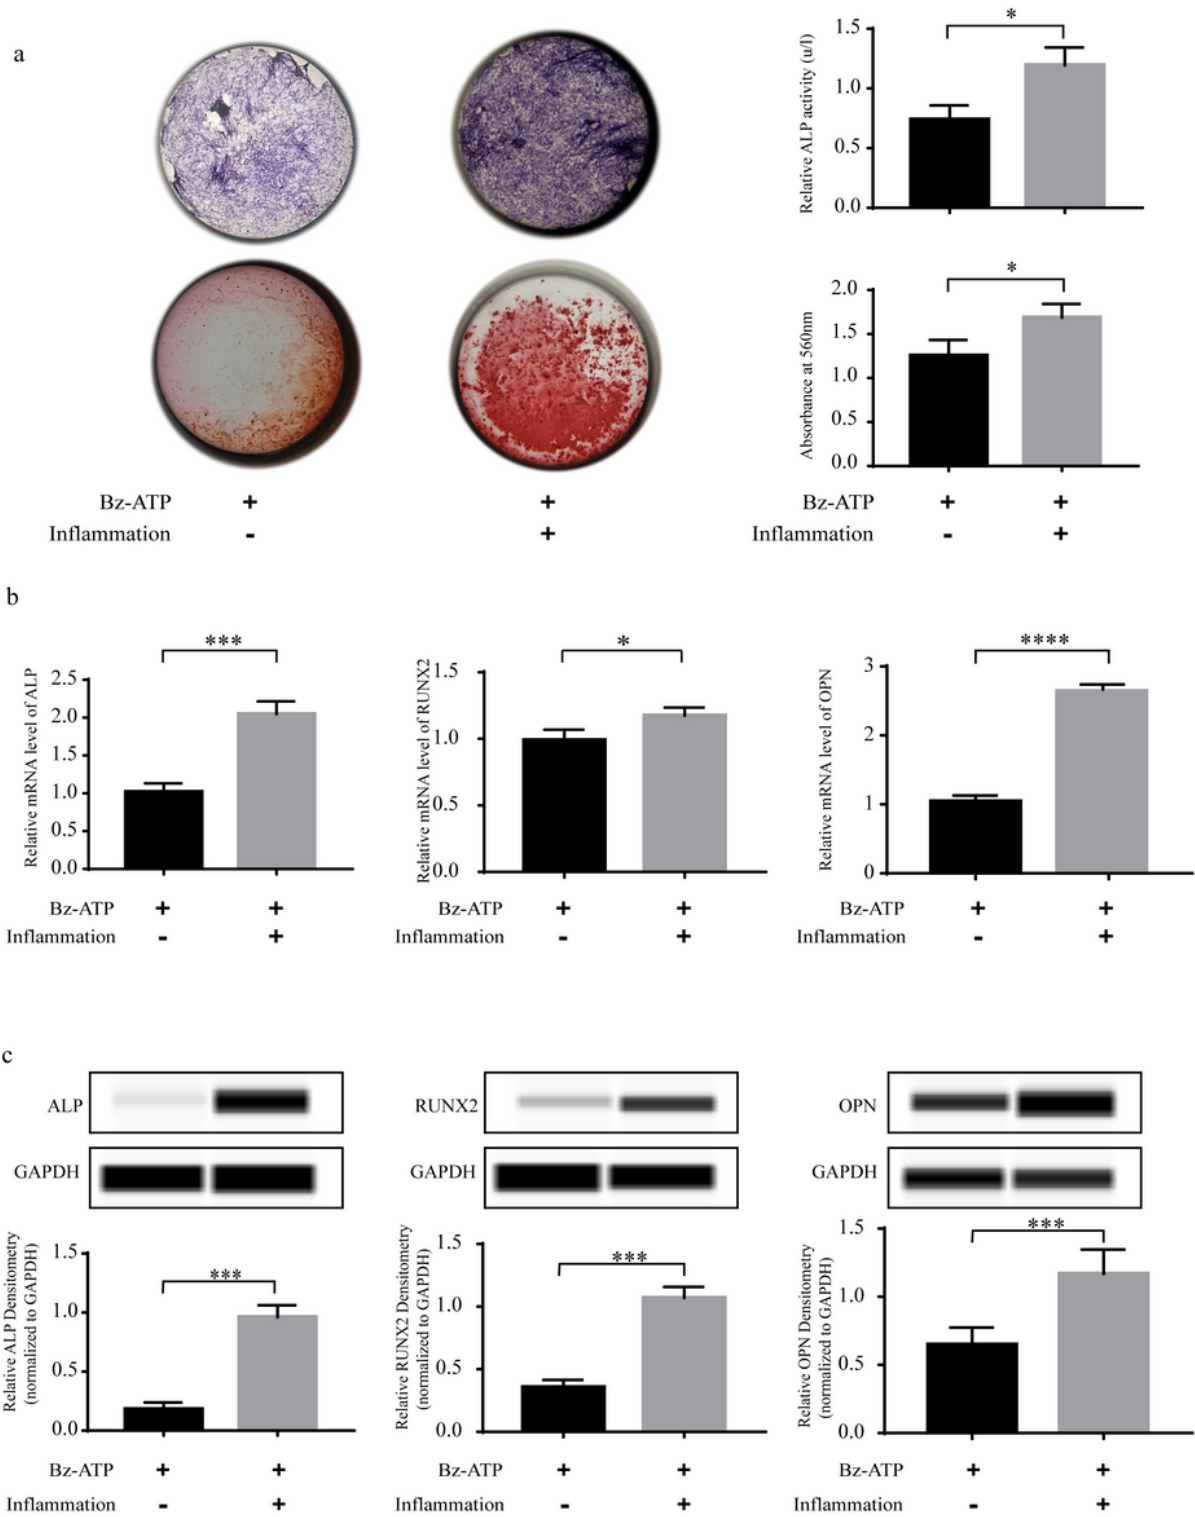 a
*
Relative ALP activity (u/l)
1.5
1.0
0.5
0.0
*
Absorbance at 560nm
2.0
1.5
1.0
0.5
0.0
Bz-ATP + +
Inflammation - +
Bz-ATP + +
Inflammation - +
b
***
Relative mRNA level of ALP
2.5
2.0
1.5
1.0
0.5
0.0
Bz-ATP + +
Inflammation - +
*
Relative mRNA level of RUNX2
1.5
1.0
0.5
0.0
Bz-ATP + +
Inflammation - +
****
Relative mRNA level of OPN
3
2
1
0
Bz-ATP + +
Inflammation - +
c
ALP
GAPDH
***
Relative ALP Densitometry
(normalized to GAPDH)
1.5
1.0
0.5
0.0
Bz-ATP + +
Inflammation - +
RUNX2
GAPDH
***
Relative RUNX2 Densitometry
(normalized to GAPDH)
1.5
1.0
0.5
0.0
Bz-ATP + +
Inflammation - +
OPN
GAPDH
***
Relative OPN Densitometry
(normalized to GAPDH)
1.5
1.0
0.5
0.0
Bz-ATP + +
Inflammation - +